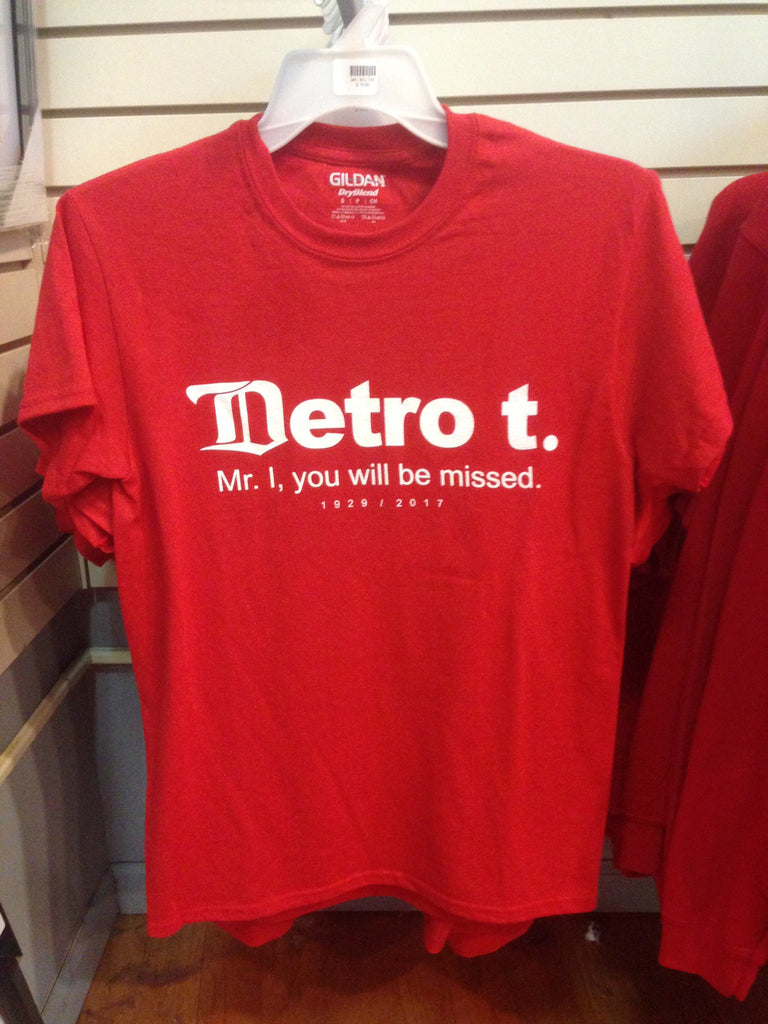 GILDAN
DryBlend
Detro t.
Mr. I, you will be missed.
1929 / 2017